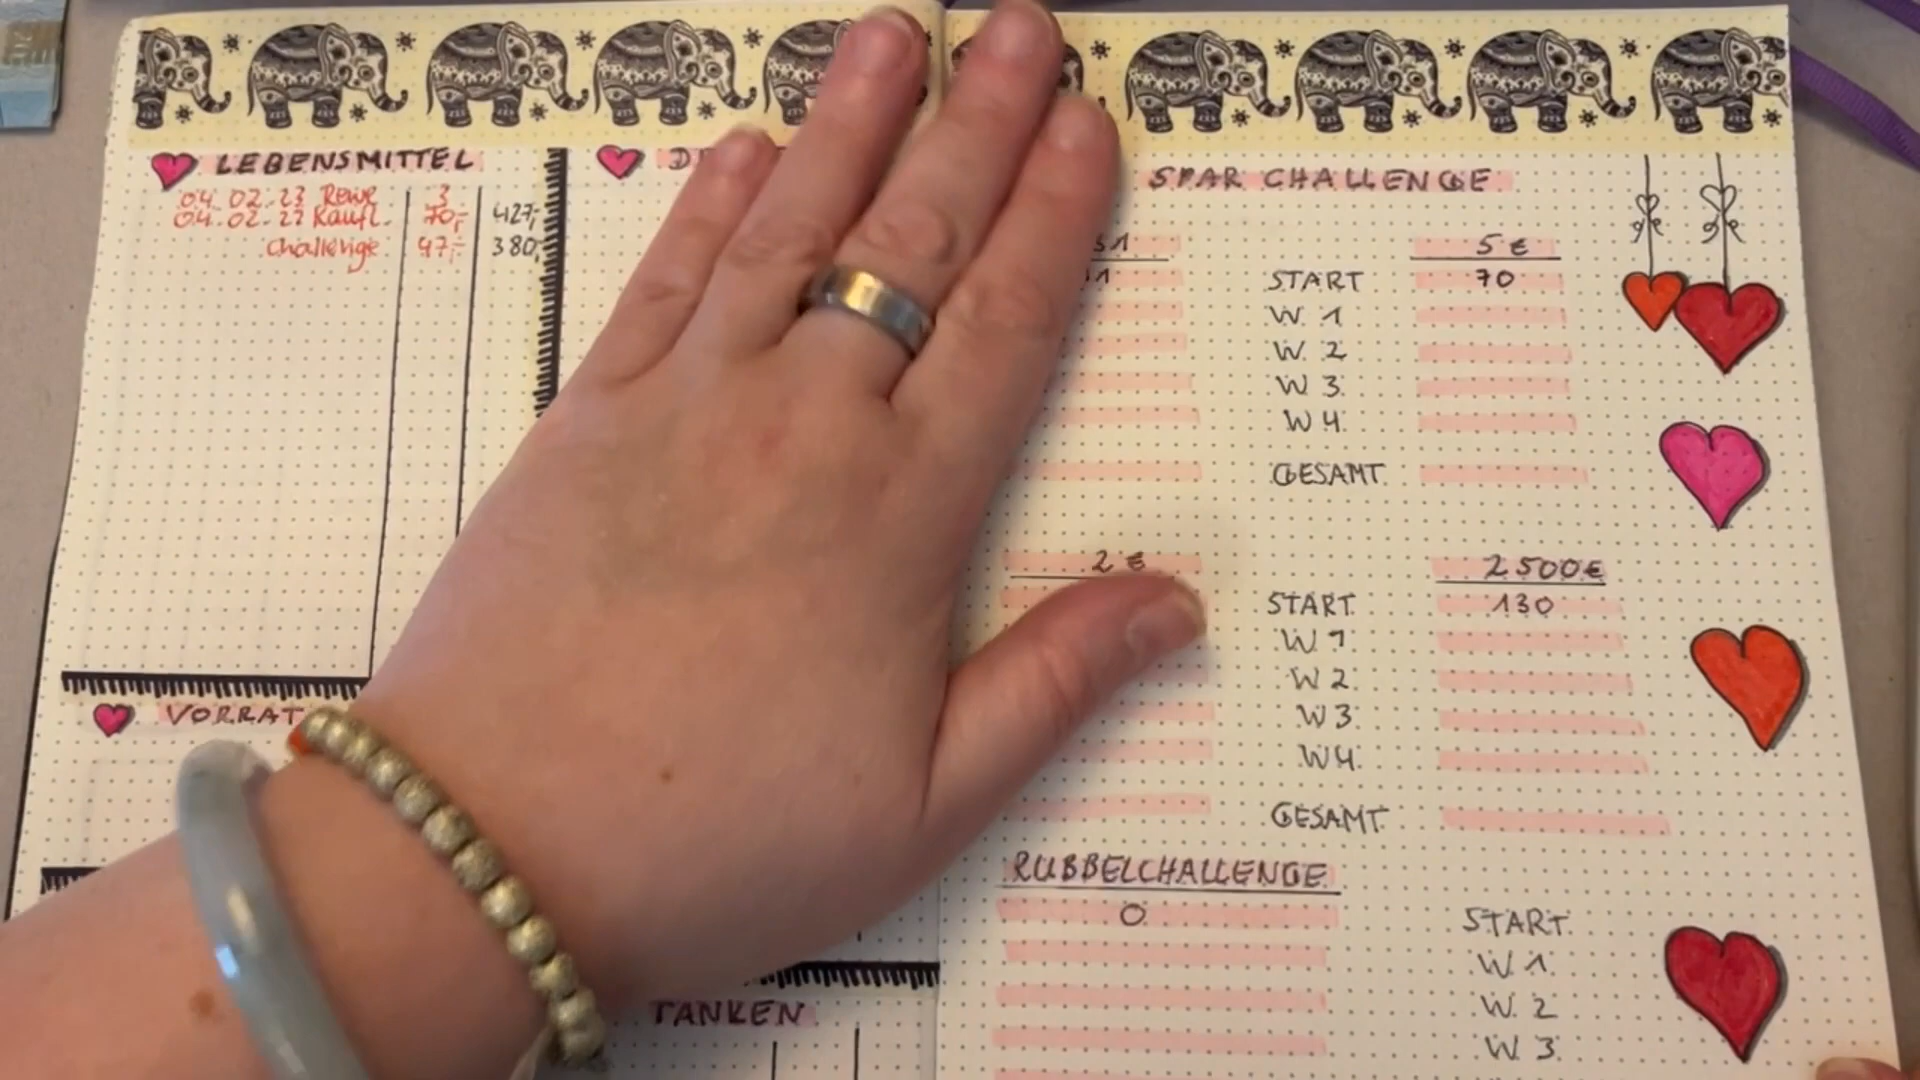 LEBENSMITTEL
04.02.23 Rewe 3
04.02.23 Kaufl. 70,- 427,-
Challenge 47,- 380,-
VORRAT
TANKEN
SPAR CHALLENGE
5 €
START 70
W 1
W 2
W 3
W 4
GESAMT
2 €
2500€
START 130
W 1
W 2
W 3
W 4
GESAMT
RUBBELCHALLENGE
0 START
W 1
W 2
W 3